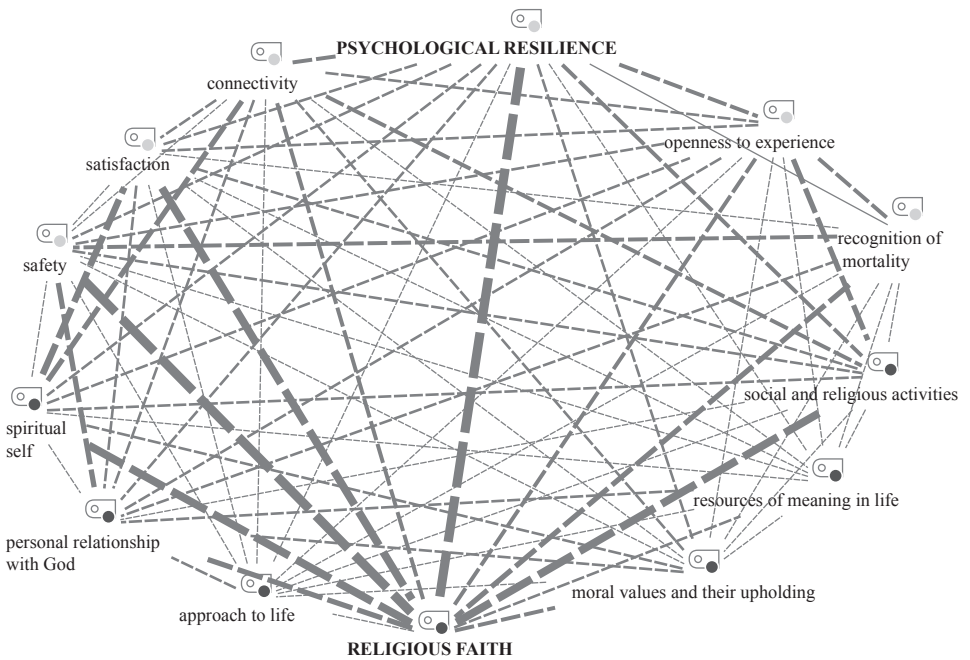 PSYCHOLOGICAL RESILIENCE
connectivity
openness to experience
satisfaction
recognition of
mortality
safety
social and religious activities
spiritual
self
resources of meaning in life
personal relationship
with God
moral values and their upholding
approach to life
RELIGIOUS FAITH